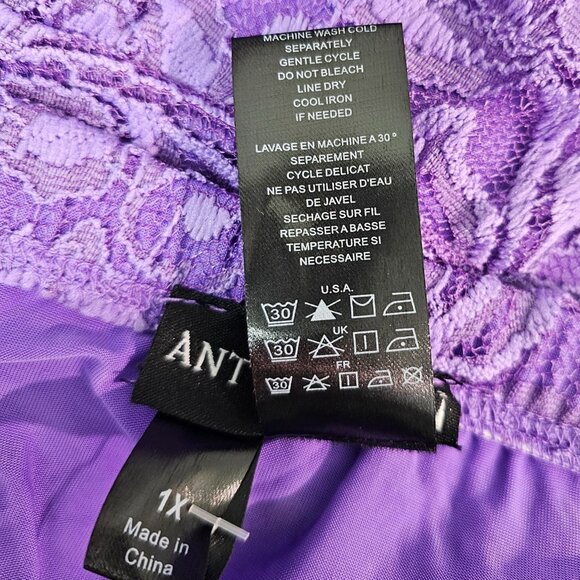 MACHINE WASH COLD
SEPARATELY
GENTLE CYCLE
DO NOT BLEACH
LINE DRY
COOL IRON
IF NEEDED
LAVAGE EN MACHINE A 30°
SEPAREMENT
CYCLE DELICAT
NE PAS UTILISER D'EAU
DE JAVEL
SECHAGE SUR FIL
REPASSER A BASSE
TEMPERATURE SI
NECESSAIRE
U.S.A.
30
UK
30
FR
30
ANT
1X
Made in
China